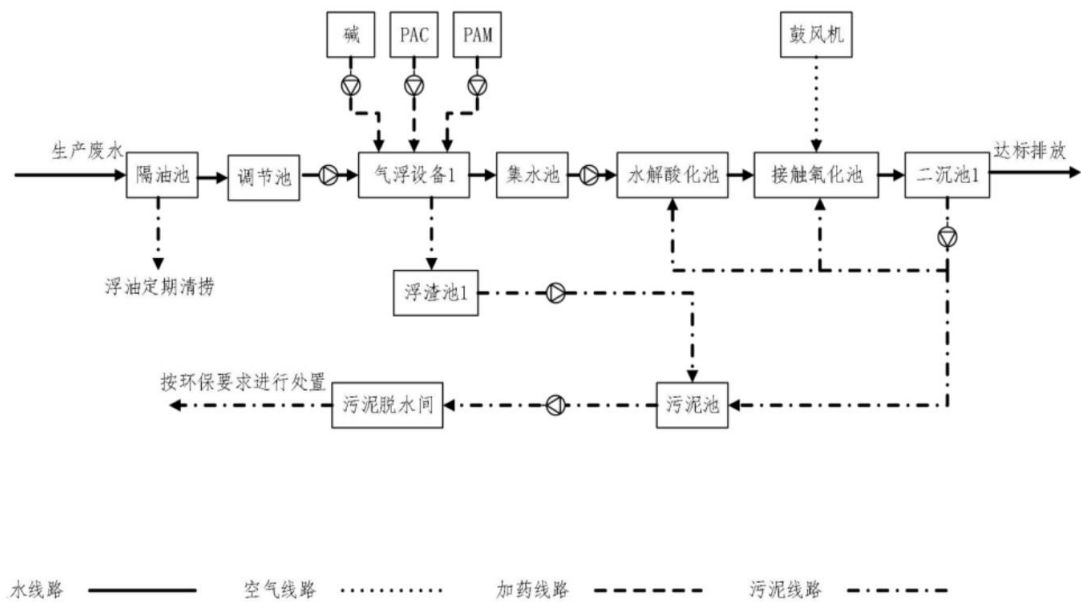 碱
PAC
PAM
鼓风机
生产废水
隔油池
调节池
气浮设备1
集水池
水解酸化池
接触氧化池
二沉池1
达标排放
浮油定期清捞
浮渣池1
按环保要求进行处置
污泥脱水间
污泥池
水线路
空气线路
加药线路
污泥线路